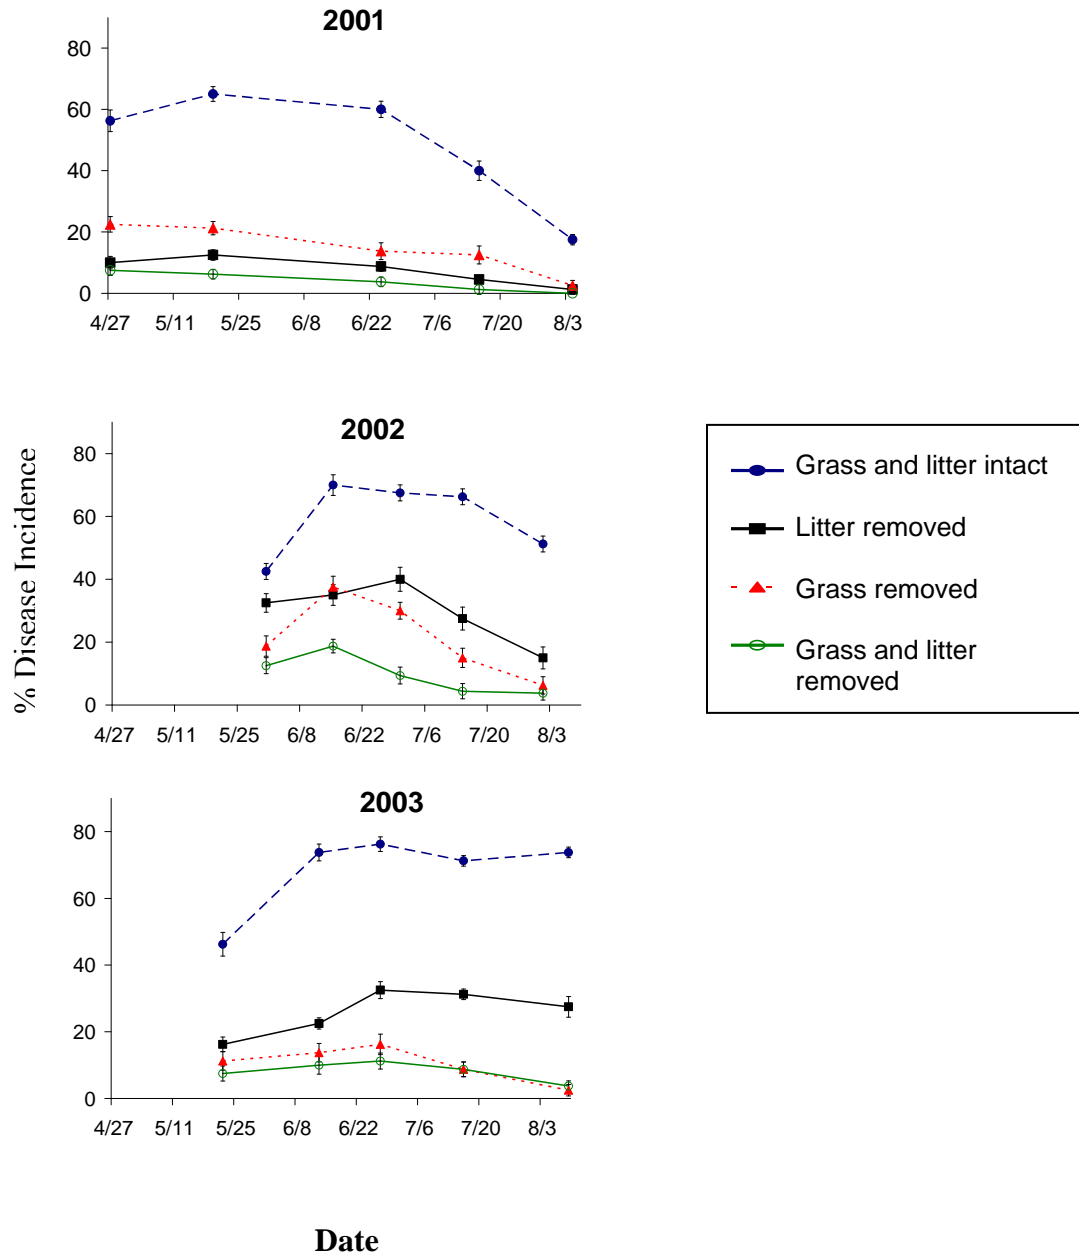 2001
80
60
40
20
0
4/27 5/11 5/25 6/8 6/22 7/6 7/20 8/3
% Disease Incidence
2002
80
60
40
20
0
4/27 5/11 5/25 6/8 6/22 7/6 7/20 8/3
Grass and litter intact
Litter removed
Grass removed
Grass and litter
removed
2003
80
60
40
20
0
4/27 5/11 5/25 6/8 6/22 7/6 7/20 8/3
Date